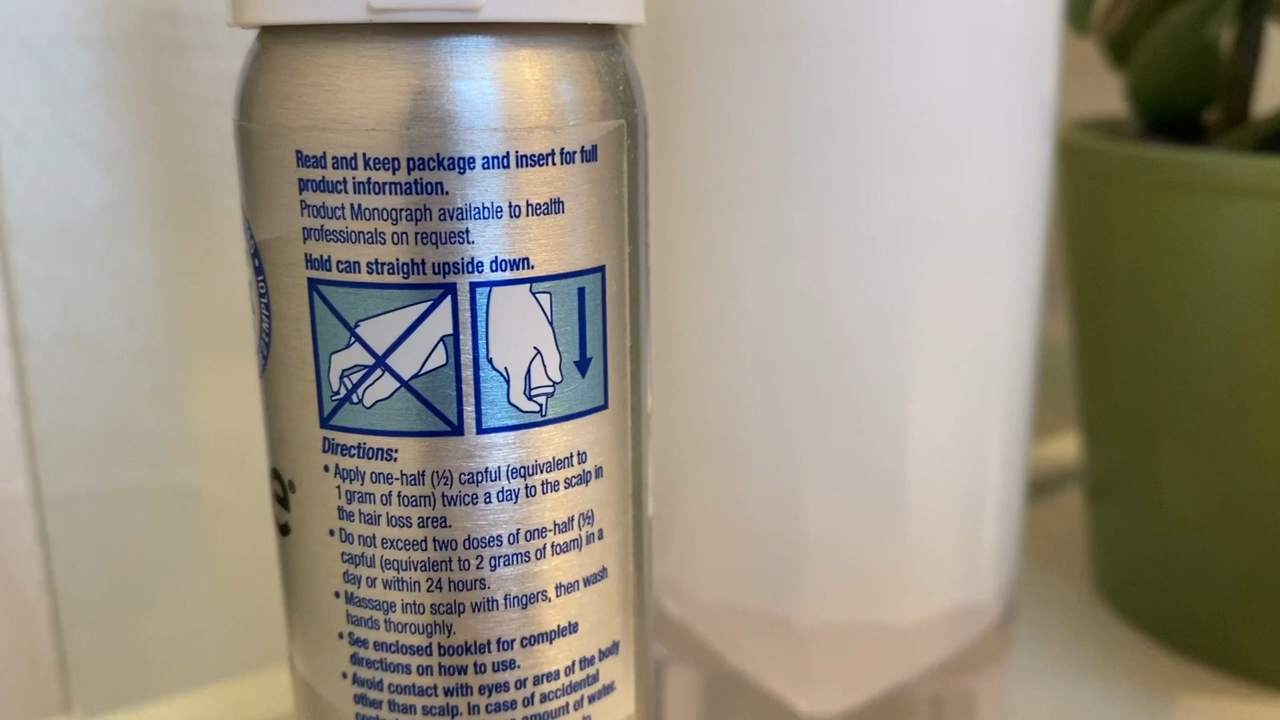 Read and keep package and insert for full
product information.
Product Monograph available to health
professionals on request.
Hold can straight upside down.
Directions:
• Apply one-half (½) capful (equivalent to
1 gram of foam) twice a day to the scalp in
the hair loss area.
• Do not exceed two doses of one-half (½)
capful (equivalent to 2 grams of foam) in a
day or within 24 hours.
• Massage into scalp with fingers, then wash
hands thoroughly.
• See enclosed booklet for complete
directions on how to use.
• Avoid contact with eyes or area of the body
other than scalp. In case of accidental
amount of water.